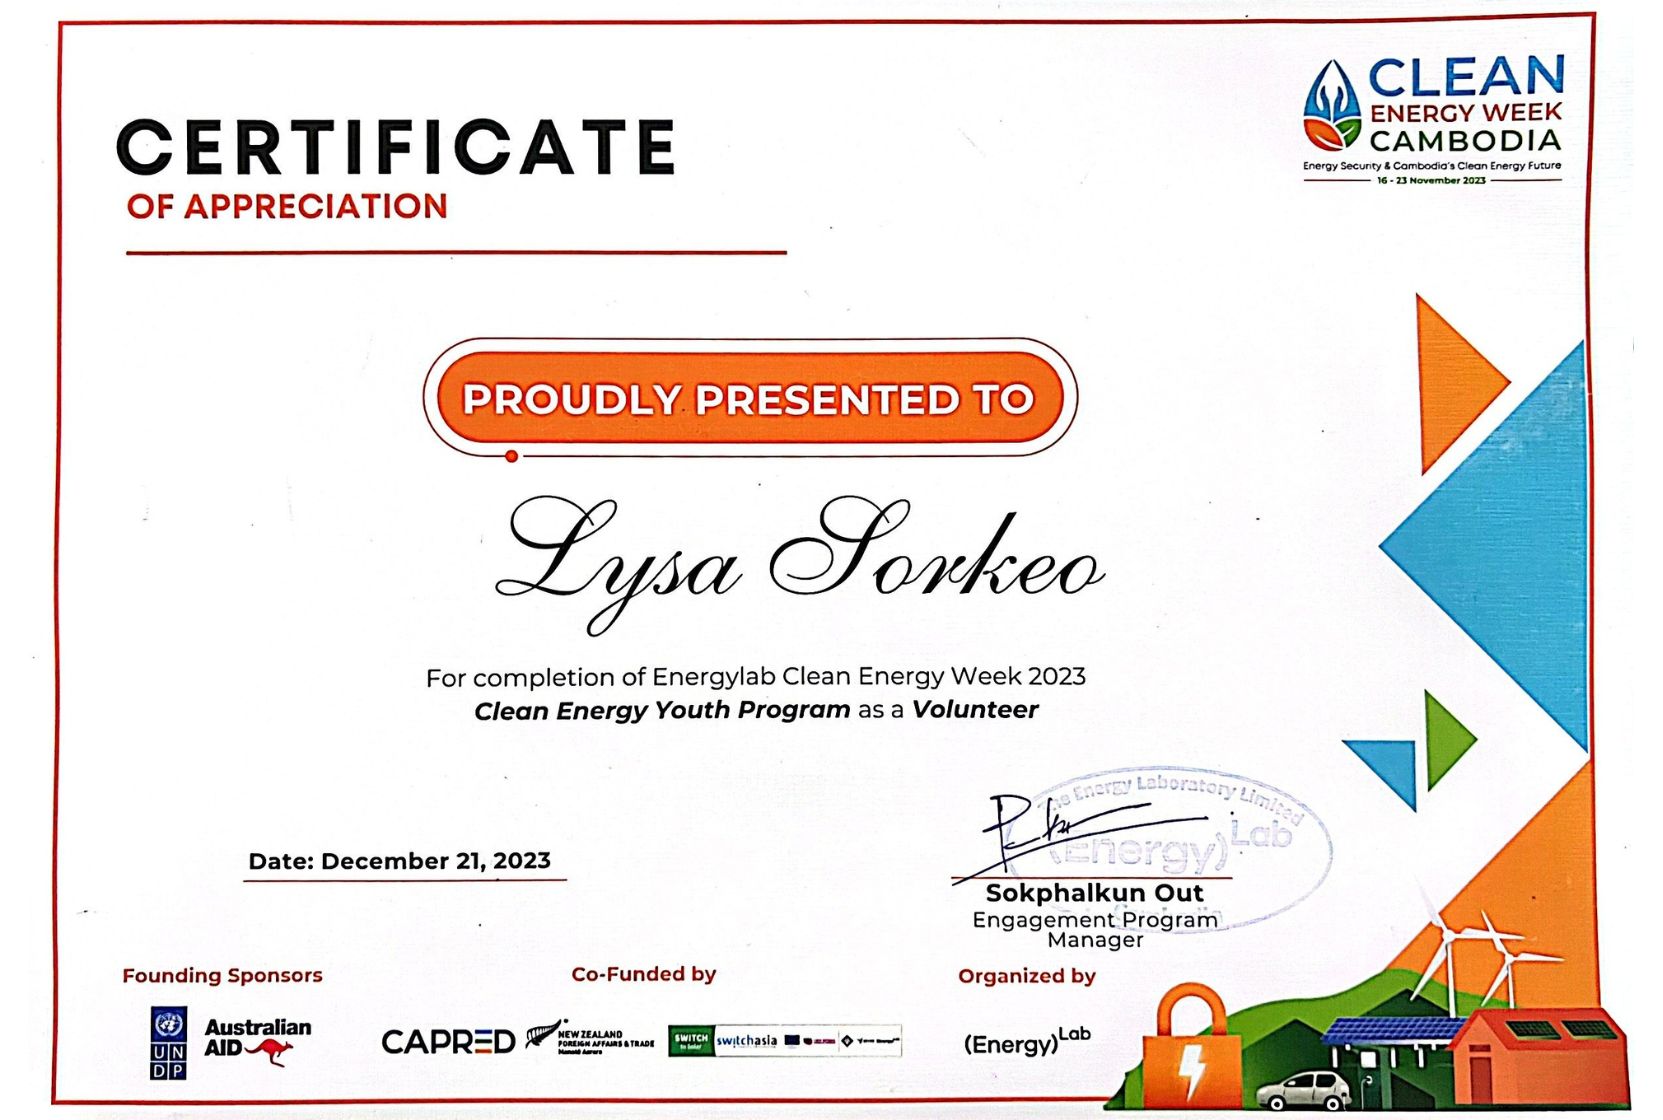 CLEAN
ENERGY WEEK
CAMBODIA
Energy Security & Cambodia's Clean Energy Future
16 - 23 November 2023
CERTIFICATE
OF APPRECIATION
PROUDLY PRESENTED TO
Lysa Sorkeo
For completion of Energylab Clean Energy Week 2023
Clean Energy Youth Program as a Volunteer
The Energy Laboratory Limited
(Energy)Lab
Date: December 21, 2023
Sokphalkun Out
Engagement Program
Manager
Founding Sponsors
Co-Funded by
Organized by
UN
DP
Australian
AID
CAPRED
NEW ZEALAND
FOREIGN AFFAIRS & TRADE
Manatū Aorere
SWITCH
to Solar
switchasia
(Energy)Lab